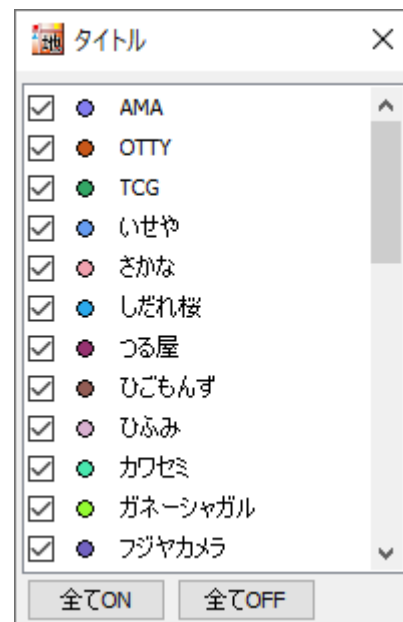 地 タイトル
AMA
OTTY
TCG
いせや
さかな
しだれ桜
つる屋
ひごもんず
ひふみ
カワセミ
ガネーシャガル
フジヤカメラ
全てON 全てOFF